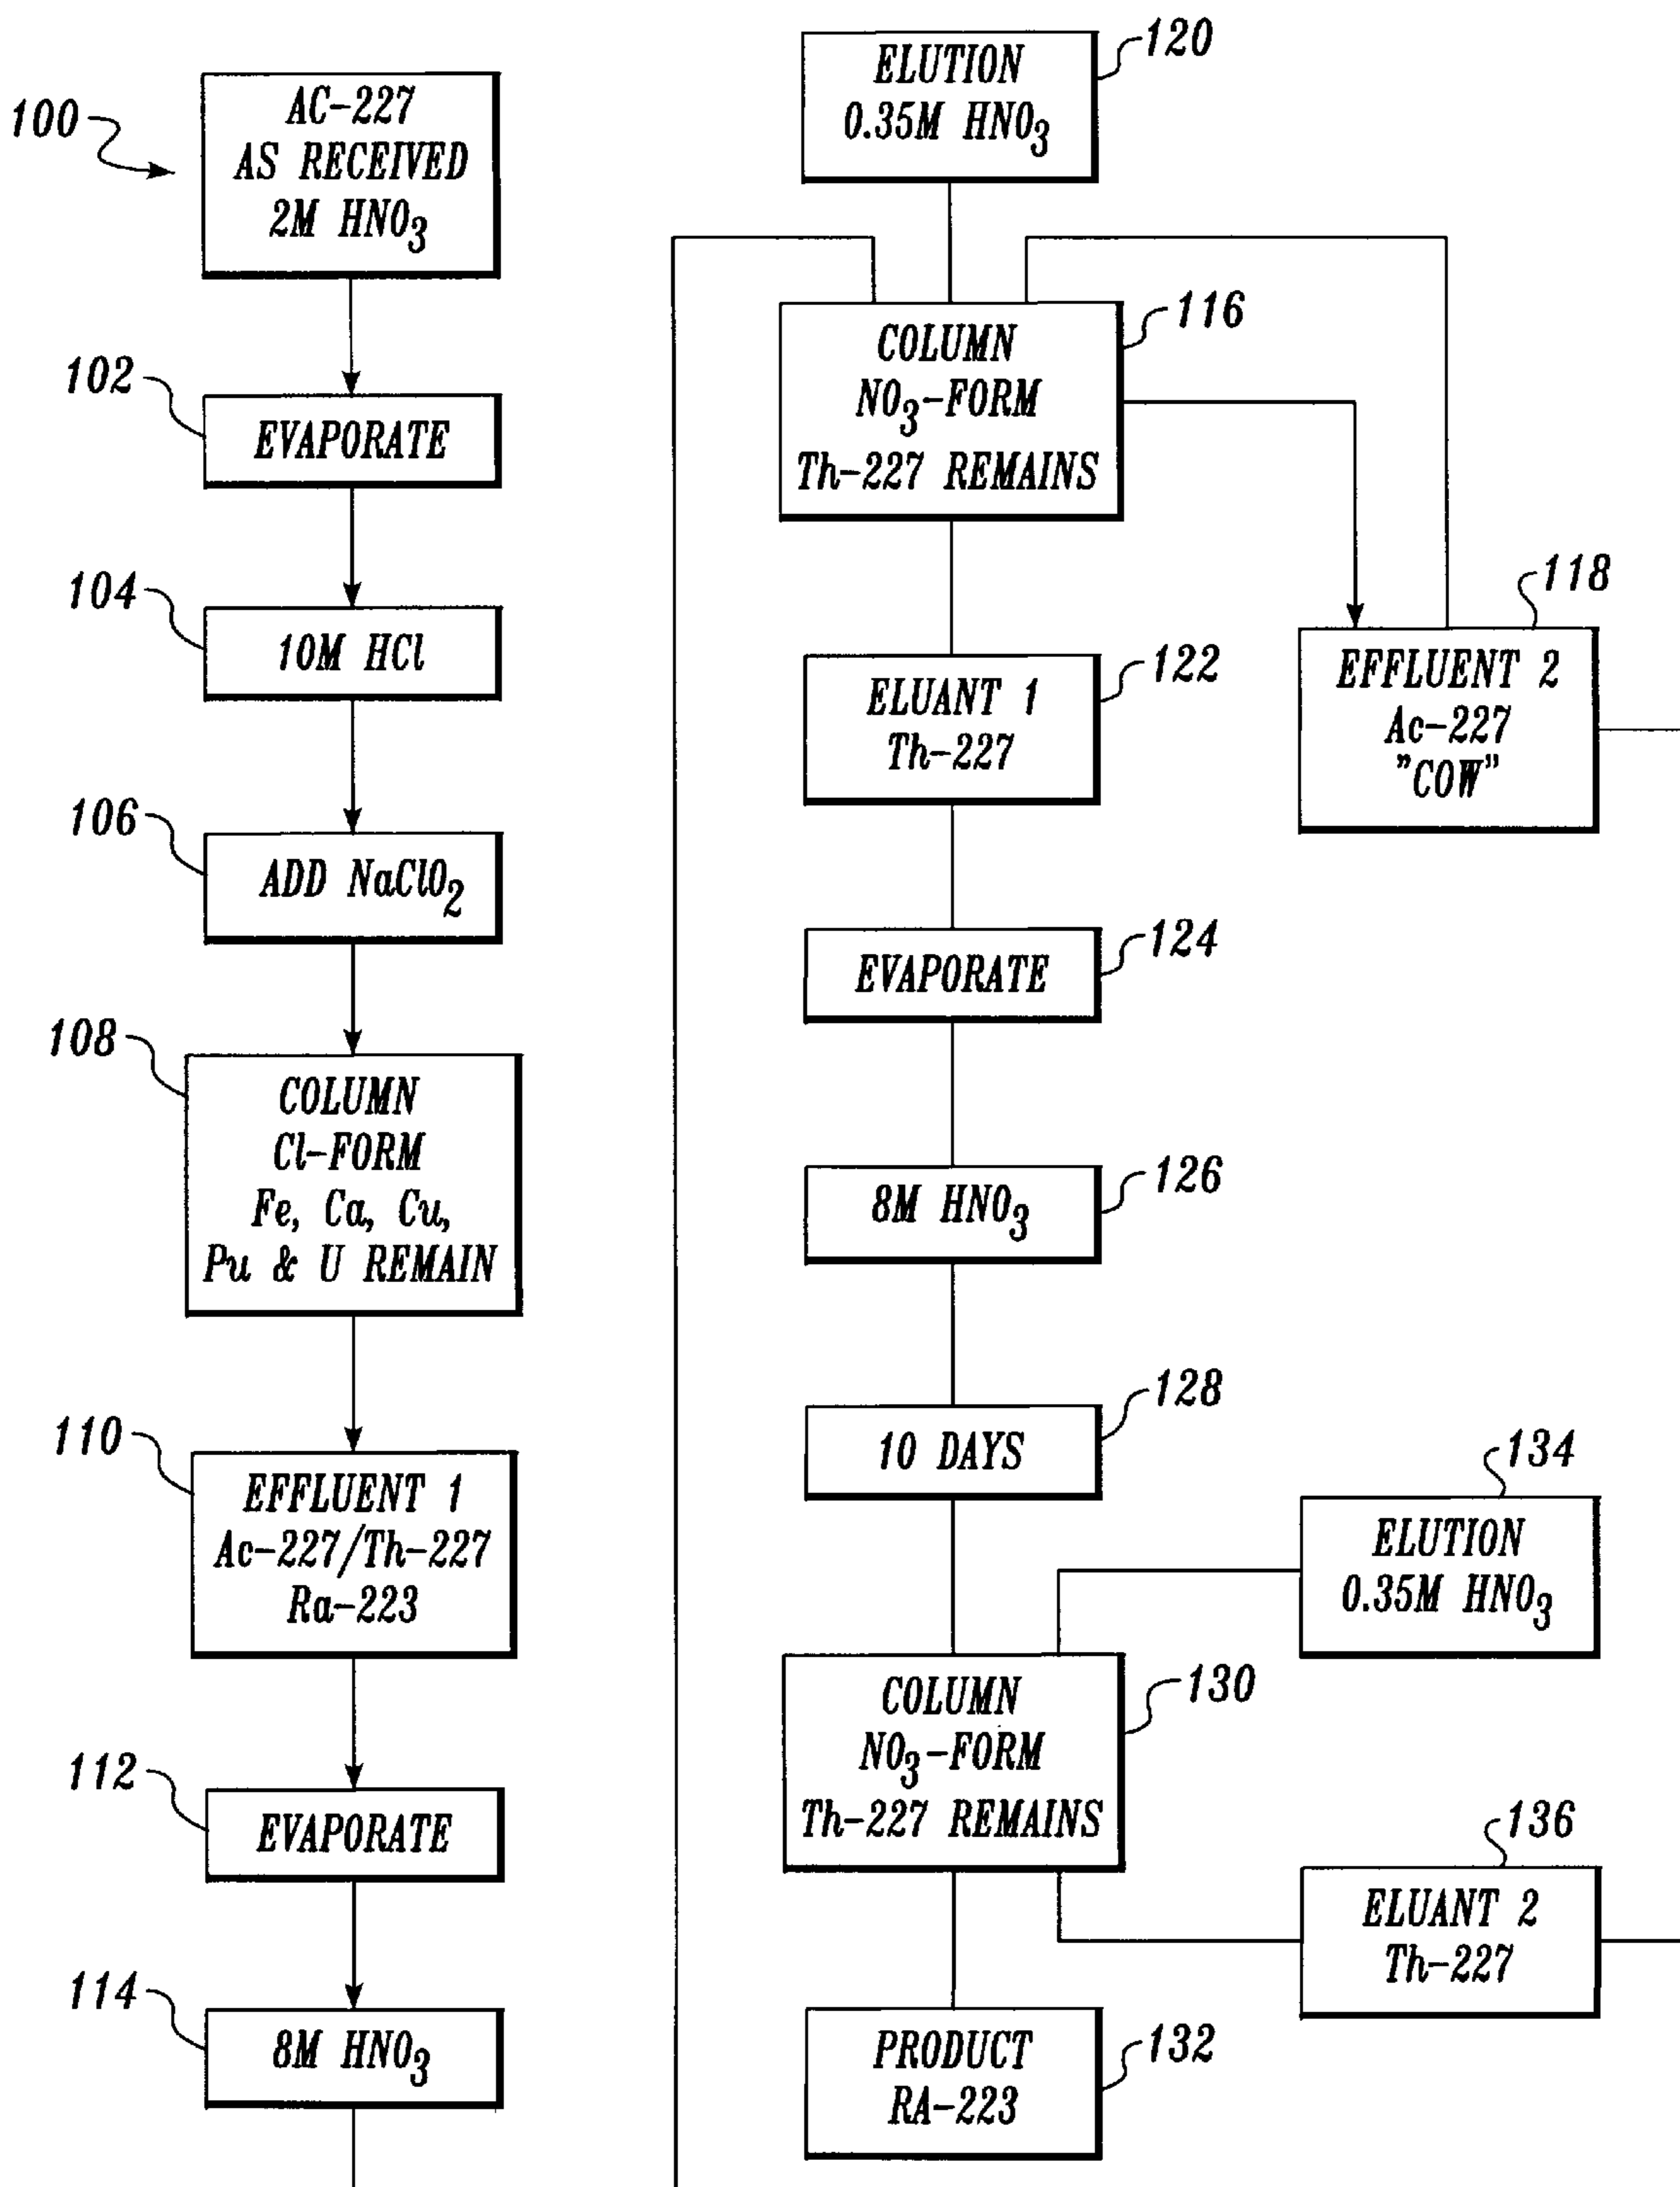 100
AC-227
AS RECEIVED
2M HNO3
102
EVAPORATE
104
10M HCl
106
ADD NaClO2
108
COLUMN
Cl-FORM
Fe, Ca, Cu,
Pu & U REMAIN
110
EFFLUENT 1
Ac-227/Th-227
Ra-223
112
EVAPORATE
114
8M HNO3
120
ELUTION
0.35M HNO3
116
COLUMN
NO3-FORM
Th-227 REMAINS
118
EFFLUENT 2
Ac-227
"COW"
122
ELUANT 1
Th-227
124
EVAPORATE
126
8M HNO3
128
10 DAYS
134
ELUTION
0.35M HNO3
130
COLUMN
NO3-FORM
Th-227 REMAINS
136
ELUANT 2
Th-227
132
PRODUCT
RA-223